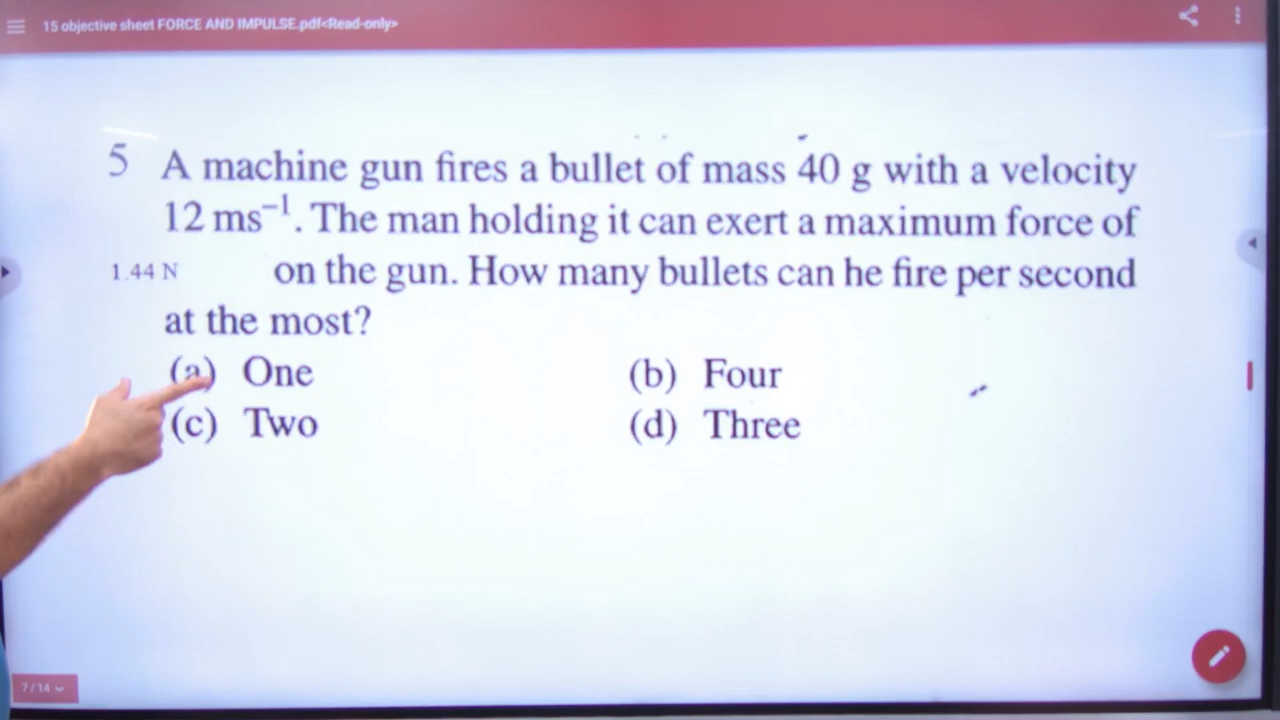 15 objective sheet FORCE AND IMPULSE.pdf<Read-only>
5 A machine gun fires a bullet of mass 40 g with a velocity
12 ms⁻¹. The man holding it can exert a maximum force of
1.44 N on the gun. How many bullets can he fire per second
at the most?
(a) One (b) Four
(c) Two (d) Three
7/14